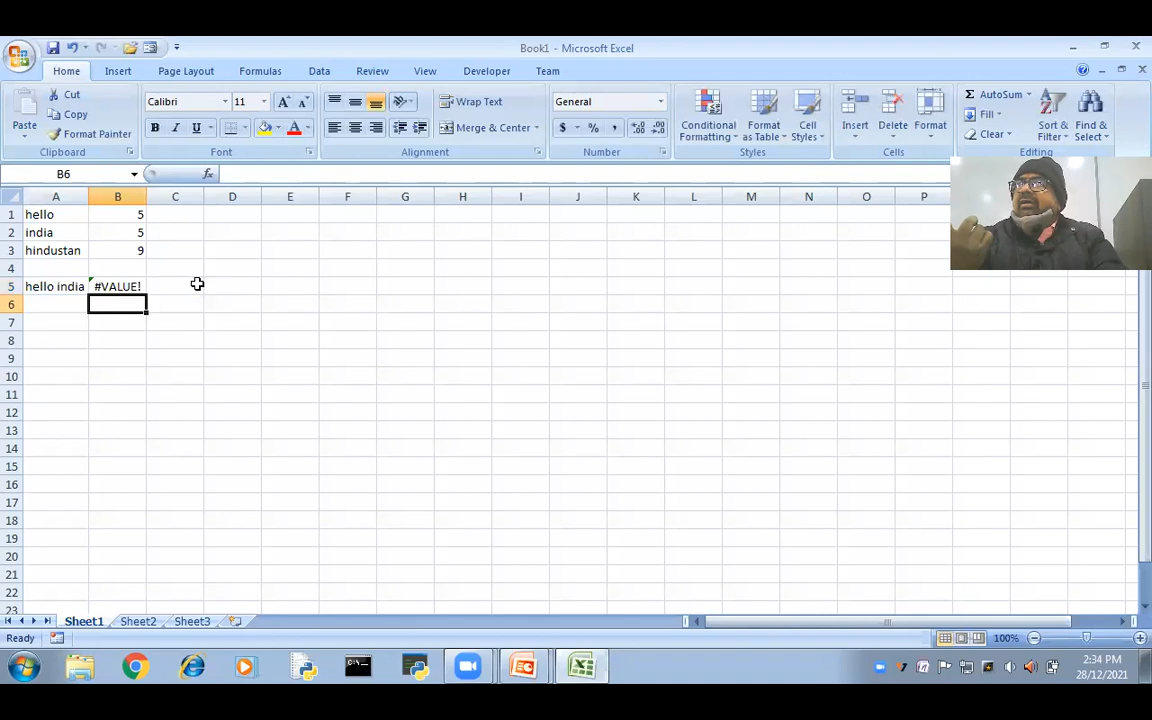 Book1 - Microsoft Excel
Home Insert Page Layout Formulas Data Review View Developer Team
Cut
Copy
Paste
Format Painter
Clipboard
Calibri 11
B I U A
Font
Wrap Text
Merge & Center
Alignment
General
$ % ,
Number
Conditional Formatting
Format as Table
Cell Styles
Styles
Insert Delete Format
Cells
Σ AutoSum
Fill
Clear
Sort & Filter
Find & Select
Editing
B6 fx
A B C D E F G H I J K L M N O P
1 hello 5
2 india 5
3 hindustan 9
4
5 hello india #VALUE!
6
7
8
9
10
11
12
13
14
15
16
17
18
19
20
21
22
23
Sheet1 Sheet2 Sheet3
Ready 100%
2:34 PM
28/12/2021